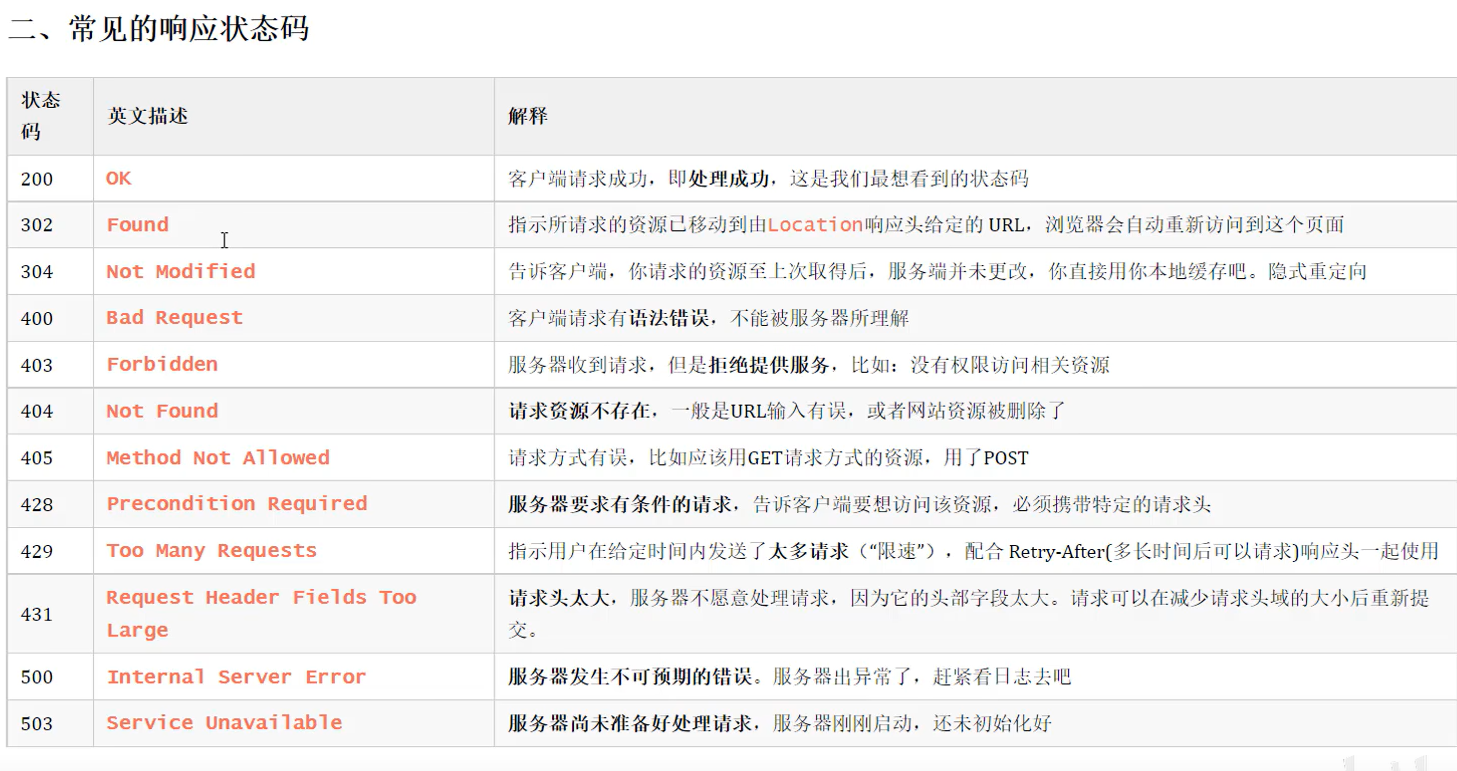 二、常见的响应状态码
状态
码
英文描述
解释
200
OK
客户端请求成功，即处理成功，这是我们最想看到的状态码
302
Found
指示所请求的资源已移动到由Location响应头给定的 URL，浏览器会自动重新访问到这个页面
304
Not Modified
告诉客户端，你请求的资源至上次取得后，服务端并未更改，你直接用你本地缓存吧。隐式重定向
400
Bad Request
客户端请求有语法错误，不能被服务器所理解
403
Forbidden
服务器收到请求，但是拒绝提供服务，比如：没有权限访问相关资源
404
Not Found
请求资源不存在，一般是URL输入有误，或者网站资源被删除了
405
Method Not Allowed
请求方式有误，比如应该用GET请求方式的资源，用了POST
428
Precondition Required
服务器要求有条件的请求，告诉客户端要想访问该资源，必须携带特定的请求头
429
Too Many Requests
指示用户在给定时间内发送了太多请求（“限速”），配合 Retry-After(多长时间后可以请求)响应头一起使用
431
Request Header Fields Too
Large
请求头太大，服务器不愿意处理请求，因为它的头部字段太大。请求可以在减少请求头域的大小后重新提
交。
500
Internal Server Error
服务器发生不可预期的错误。服务器出异常了，赶紧看日志去吧
503
Service Unavailable
服务器尚未准备好处理请求，服务器刚刚启动，还未初始化好